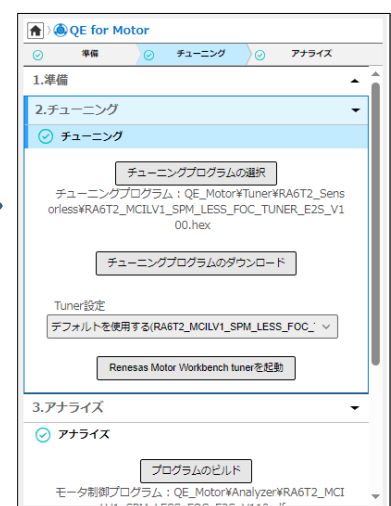 QE for Motor
準備 チューニング アナライズ
1.準備
2.チューニング
チューニング
チューニングプログラムの選択
チューニングプログラム：QE_Motor¥Tuner¥RA6T2_Sens
orless¥RA6T2_MCILV1_SPM_LESS_FOC_TUNER_E2S_V1
00.hex
チューニングプログラムのダウンロード
Tuner設定
デフォルトを使用する(RA6T2_MCILV1_SPM_LESS_FOC_
Renesas Motor Workbench tunerを起動
3.アナライズ
アナライズ
プログラムのビルド
モータ制御プログラム：QE_Motor¥Analyzer¥RA6T2_MCI